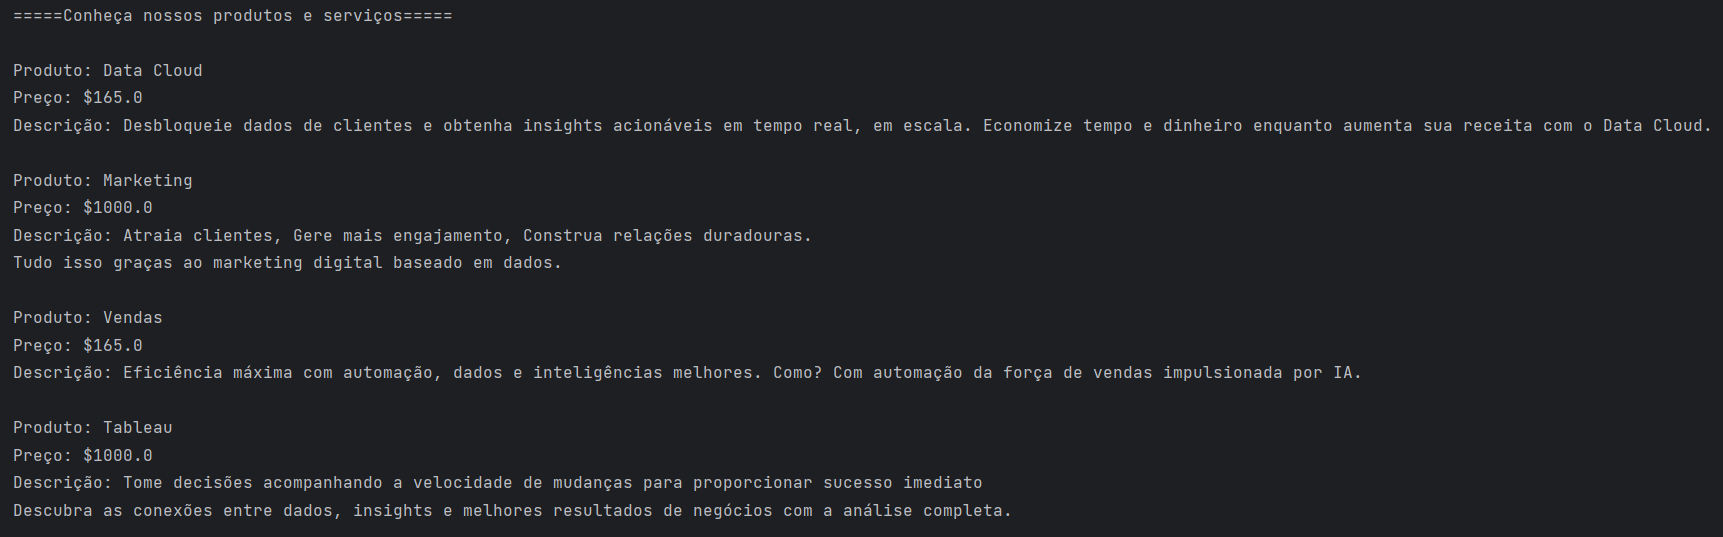 =====Conheça nossos produtos e serviços=====
Produto: Data Cloud
Preço: $165.0
Descrição: Desbloqueie dados de clientes e obtenha insights acionáveis em tempo real, em escala. Economize tempo e dinheiro enquanto aumenta sua receita com o Data Cloud.
Produto: Marketing
Preço: $1000.0
Descrição: Atraia clientes, Gere mais engajamento, Construa relações duradouras.
Tudo isso graças ao marketing digital baseado em dados.
Produto: Vendas
Preço: $165.0
Descrição: Eficiência máxima com automação, dados e inteligências melhores. Como? Com automação da força de vendas impulsionada por IA.
Produto: Tableau
Preço: $1000.0
Descrição: Tome decisões acompanhando a velocidade de mudanças para proporcionar sucesso imediato
Descubra as conexões entre dados, insights e melhores resultados de negócios com a análise completa.